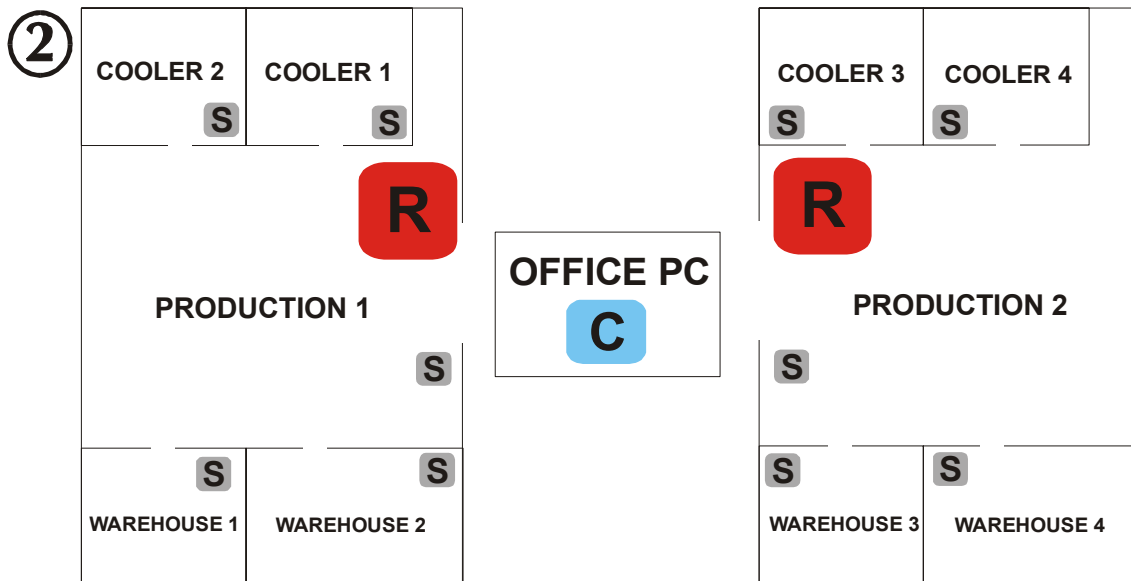 2
COOLER 2
COOLER 1
COOLER 3
COOLER 4
S
S
S
S
R
R
OFFICE PC
C
PRODUCTION 1
PRODUCTION 2
S
S
S
S
S
S
WAREHOUSE 1
WAREHOUSE 2
WAREHOUSE 3
WAREHOUSE 4